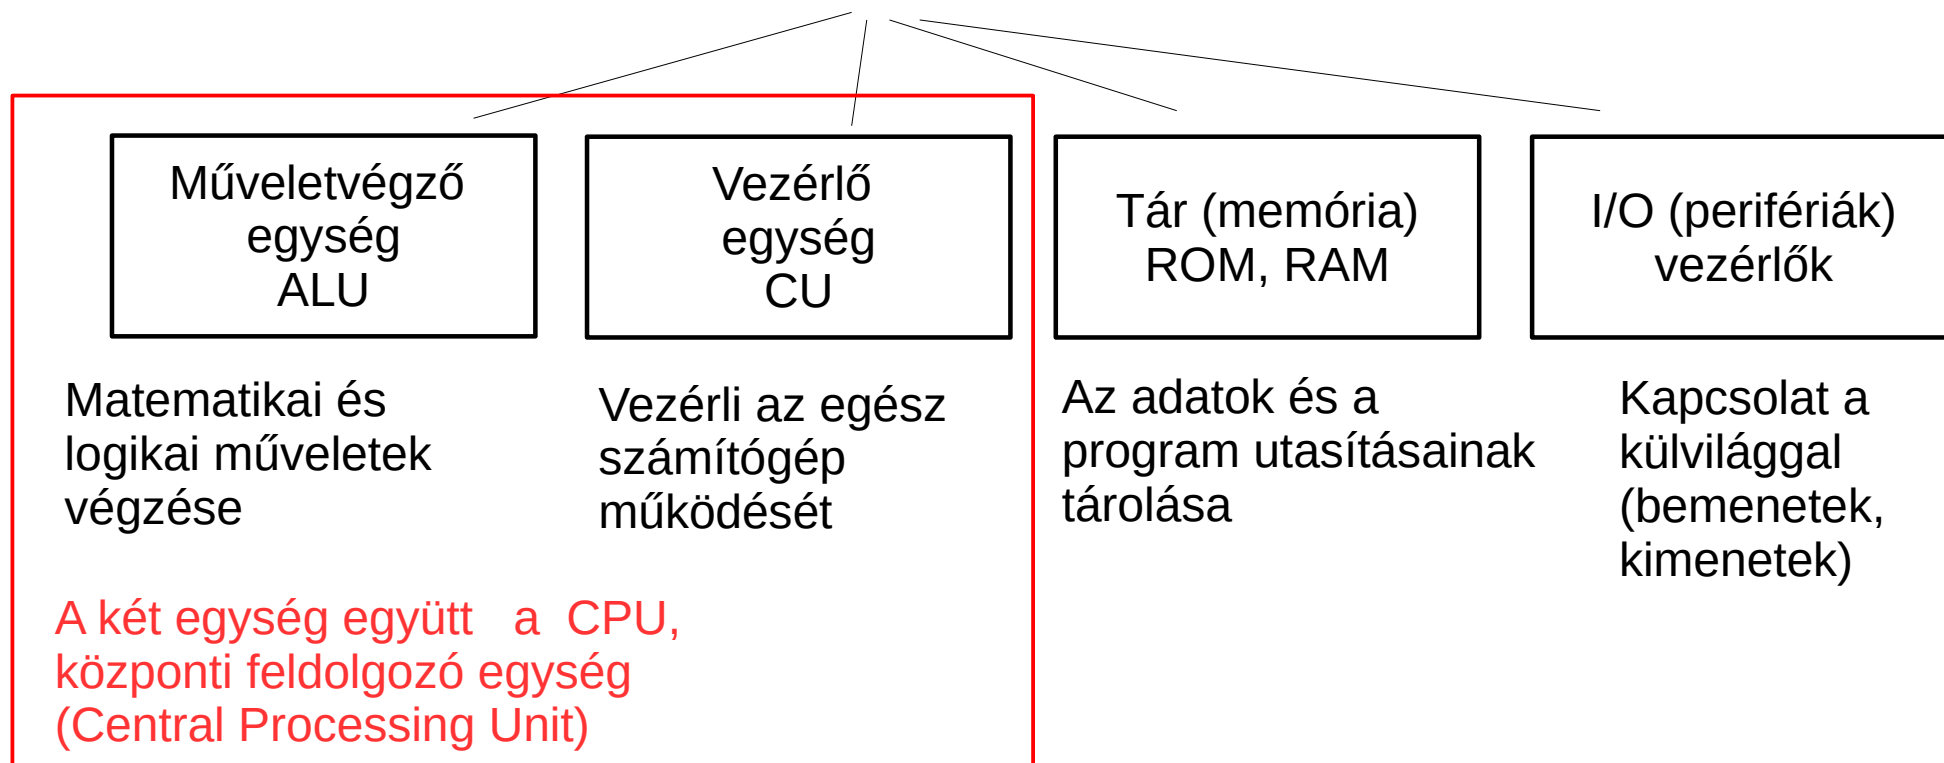 Műveletvégző
egység
ALU
Vezérlő
egység
CU
Tár (memória)
ROM, RAM
I/O (perifériák)
vezérlők
Matematikai és
logikai műveletek
végzése
Vezérli az egész
számítógép
működését
Az adatok és a
program utasításainak
tárolása
Kapcsolat a
külvilággal
(bemenetek,
kimenetek)
A két egység együtt a CPU,
központi feldolgozó egység
(Central Processing Unit)